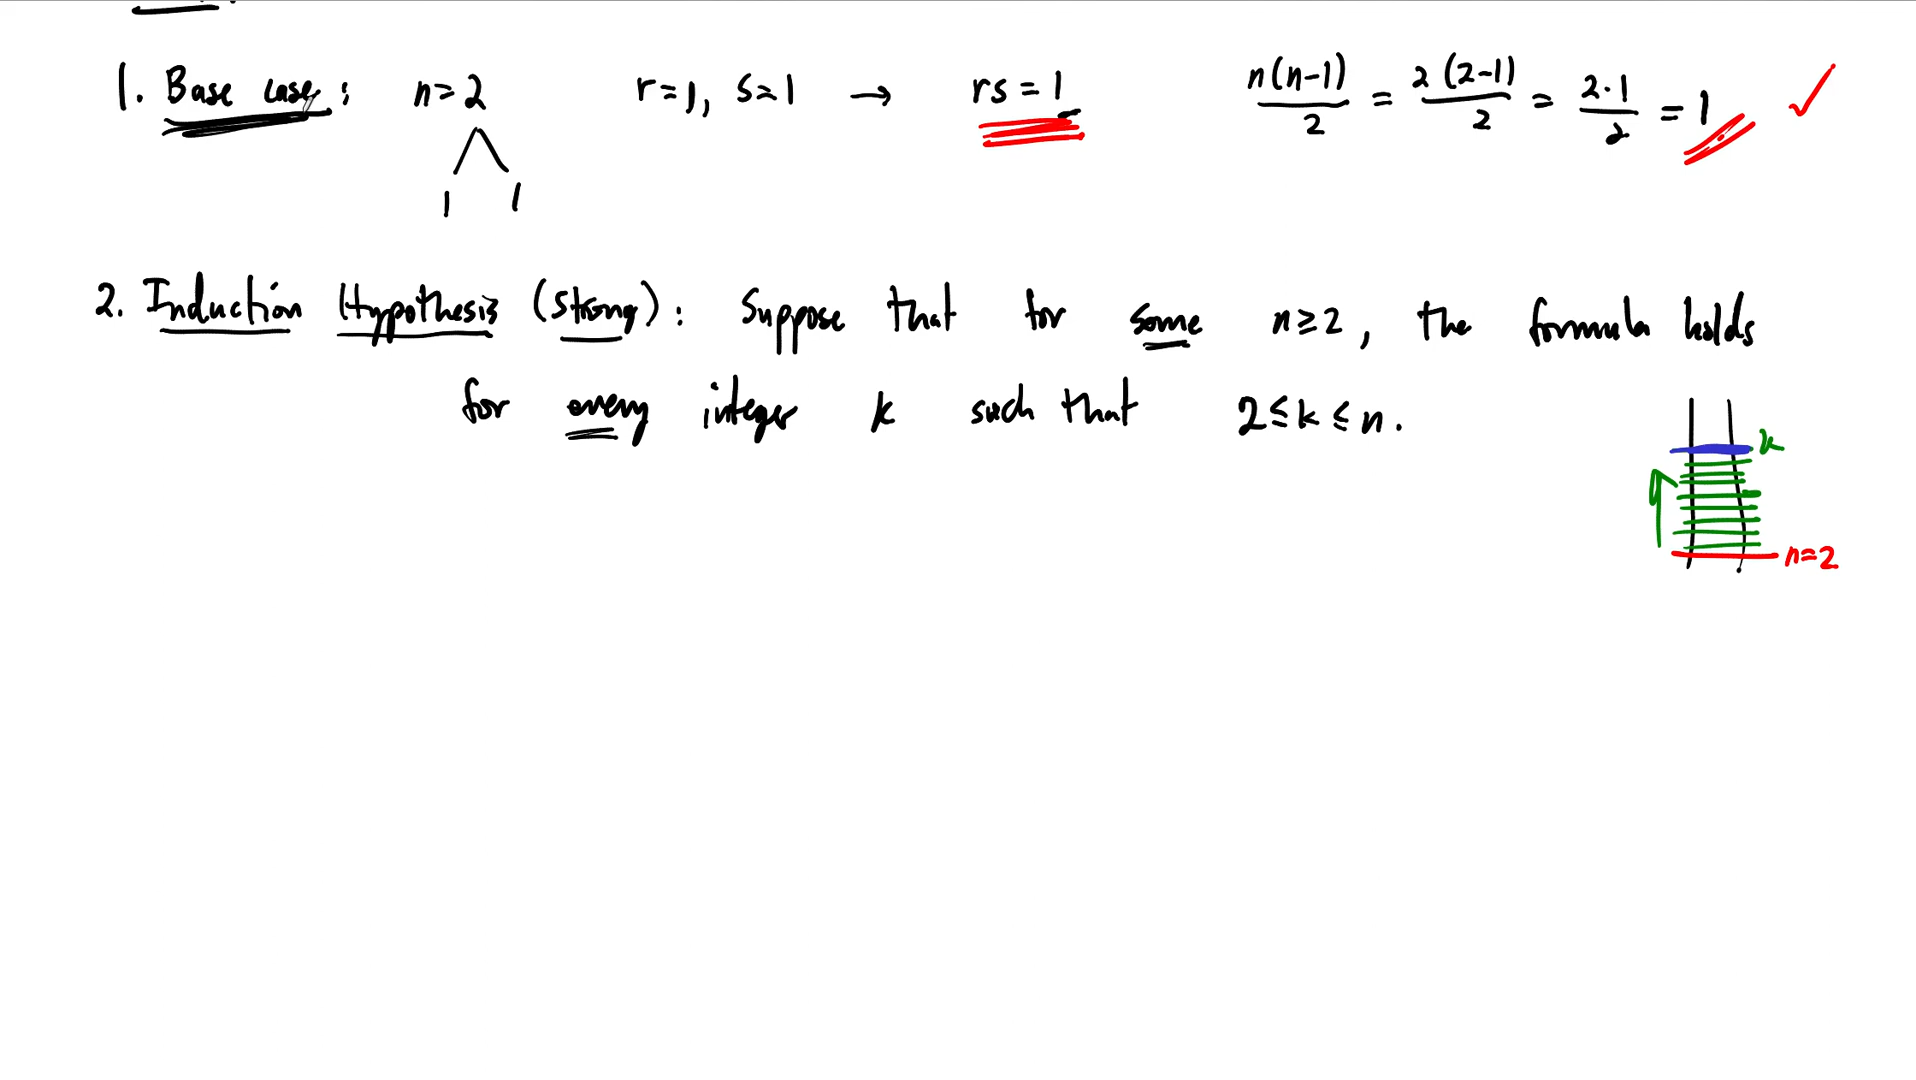 1. Base case: n=2 r=1, s=1 → rs = 1 n(n-1)/2 = 2(2-1)/2 = 2·1/2 = 1 ✓
1 1
2. Induction Hypothesis (Strong): Suppose that for some n≥2, the formula holds
for every integer k such that 2≤k≤n.
k
n=2